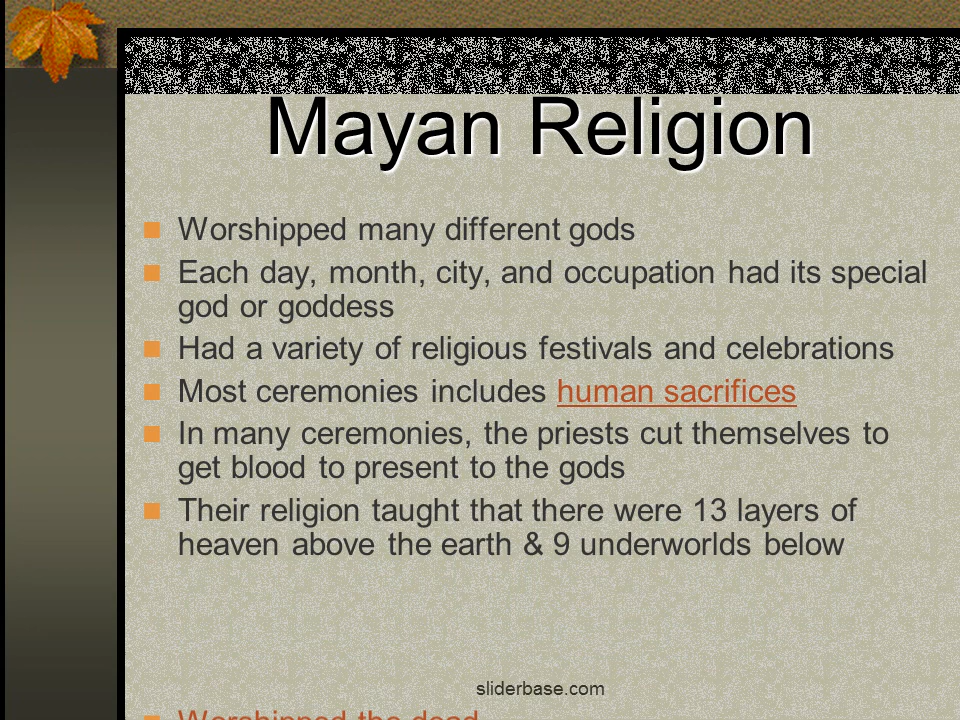 Mayan Religion
Worshipped many different gods
Each day, month, city, and occupation had its special
god or goddess
Had a variety of religious festivals and celebrations
Most ceremonies includes human sacrifices
In many ceremonies, the priests cut themselves to
get blood to present to the gods
Their religion taught that there were 13 layers of
heaven above the earth & 9 underworlds below
sliderbase.com
Worshipped the dead